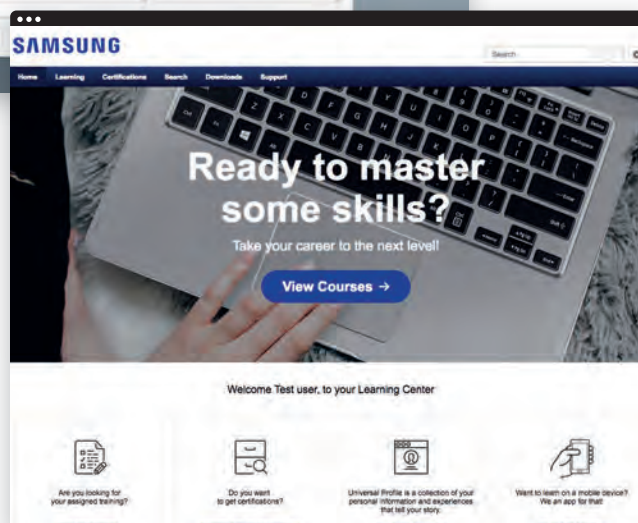 SAMSUNG
Search
Home Learning Certifications Search Downloads Support
Ready to master
some skills?
Take your career to the next level!
View Courses →
Welcome Test user, to your Learning Center
Are you looking for
your assigned training?
Do you want
to get certifications?
Universal Profile is a collection of your
personal information and experiences
that tell your story.
Want to learn on a mobile device?
We an app for that!